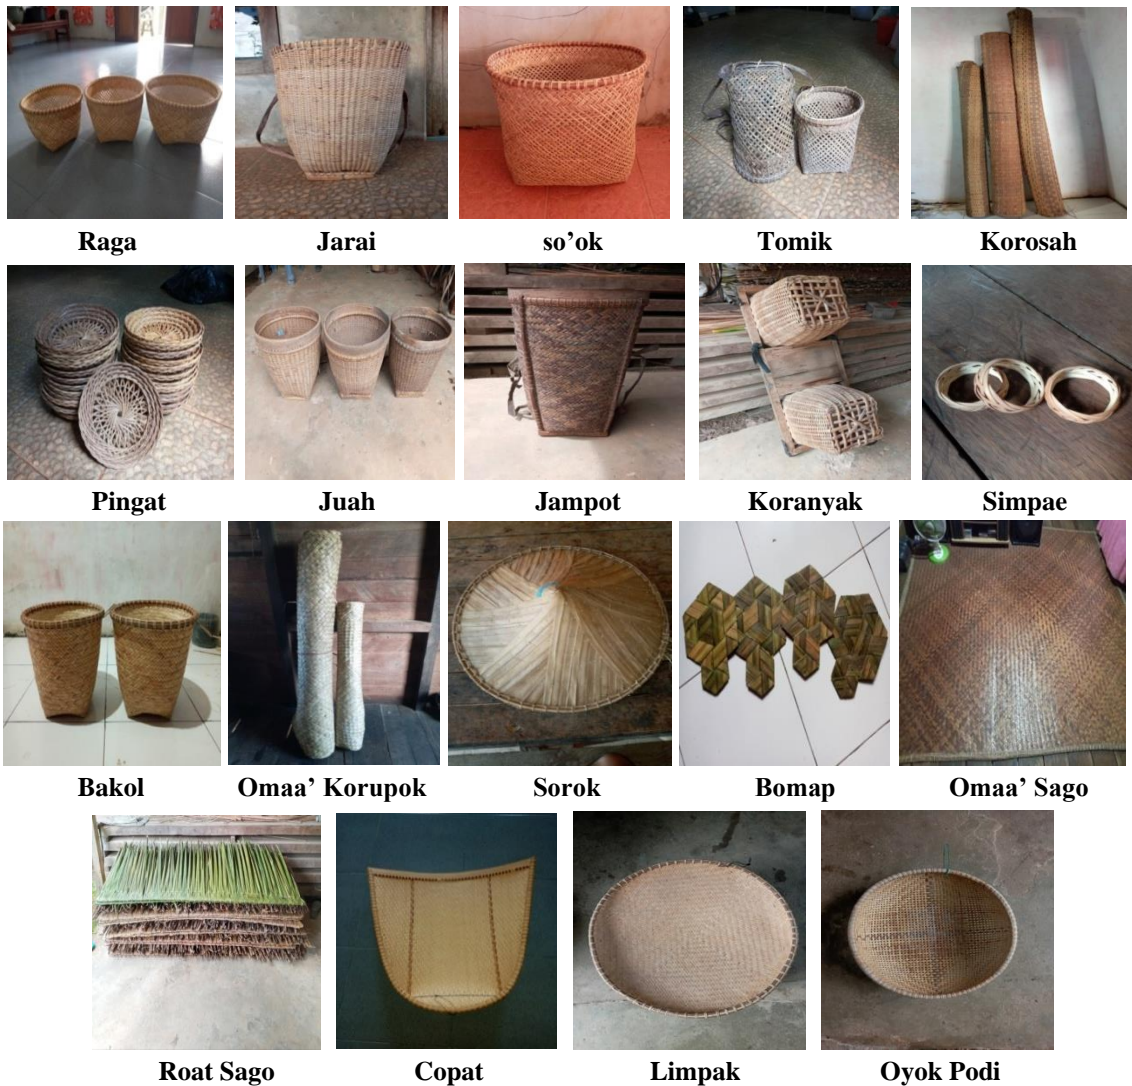 Raga Jarai so’ok Tomik Korosah
Pingat Juah Jampot Koranyak Simpae
Bakol Omaa’ Korupok Sorok Bomap Omaa’ Sago
Roat Sago Copat Limpak Oyok Podi